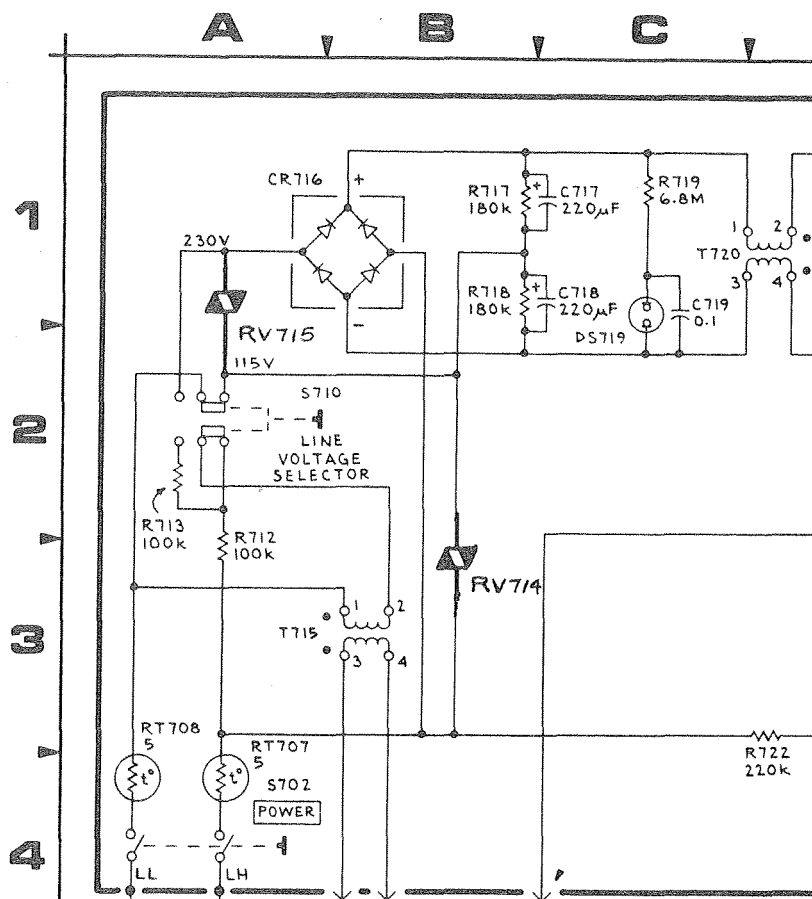 A B C
1
CR716
+
-
230V
RV715
115V
R717
180k
+
C717
220µF
R718
180k
+
C718
220µF
R719
6.8M
C719
0.1
DS719
1 2
T720
3 4
2
S710
LINE
VOLTAGE
SELECTOR
R713
100k
R712
100k
3
RV714
1 2
T715
3 4
RT708
5
t°
RT707
5
t°
S702
POWER
R722
220k
4
LL
LH